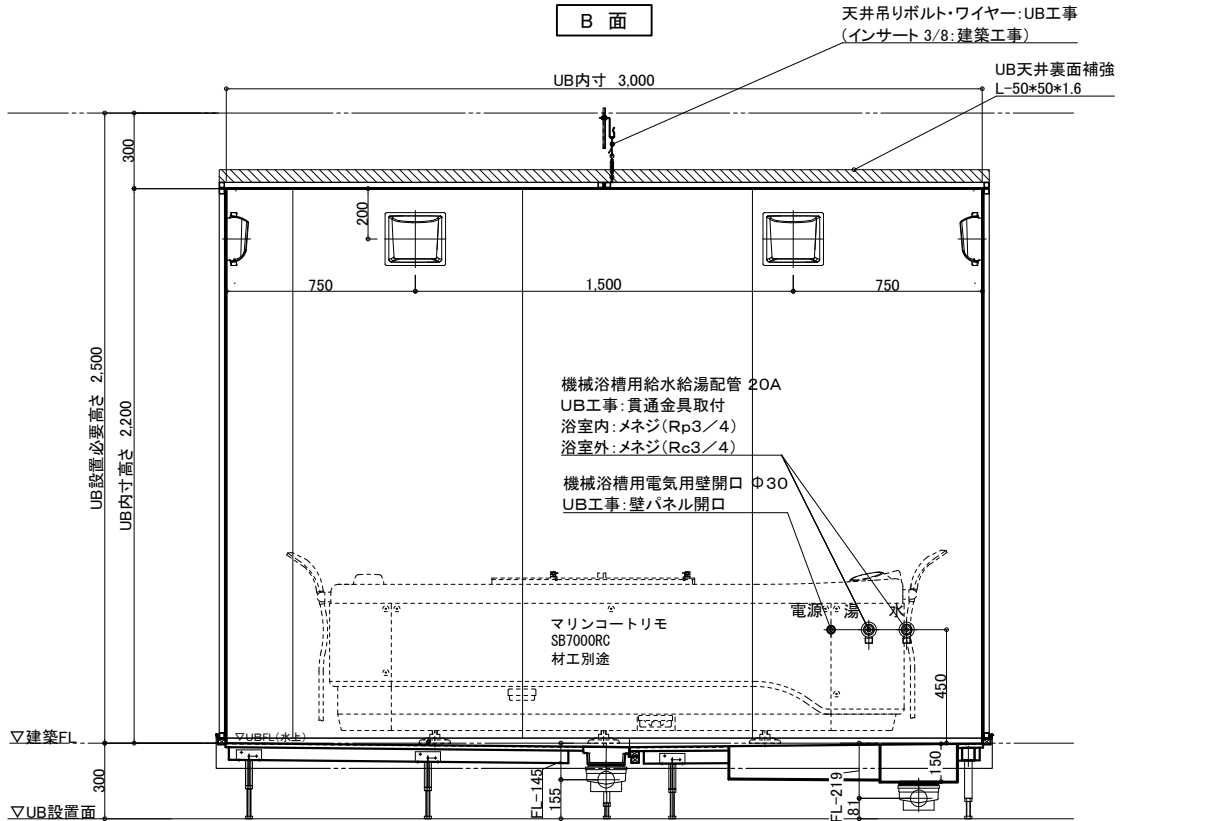 B 面
天井吊りボルト・ワイヤー:UB工事
(インサート 3/8:建築工事)
UB天井裏面補強
L-50*50*1.6
UB内寸 3,000
300
200
750
1,500
750
UB設置必要高さ 2,500
UB内寸高さ 2,200
機械浴槽用給水給湯配管 20A
UB工事:貫通金具取付
浴室内:メネジ(Rp3/4)
浴室外:メネジ(Rc3/4)
機械浴槽用電気用壁開口 Φ30
UB工事:壁パネル開口
電源 湯 水
マリンコートリモ
SB7000RC
材工別途
450
▽建築FL
▽UBFL(水上)
300
FL-145
155
FL-219
81
150
▽UB設置面